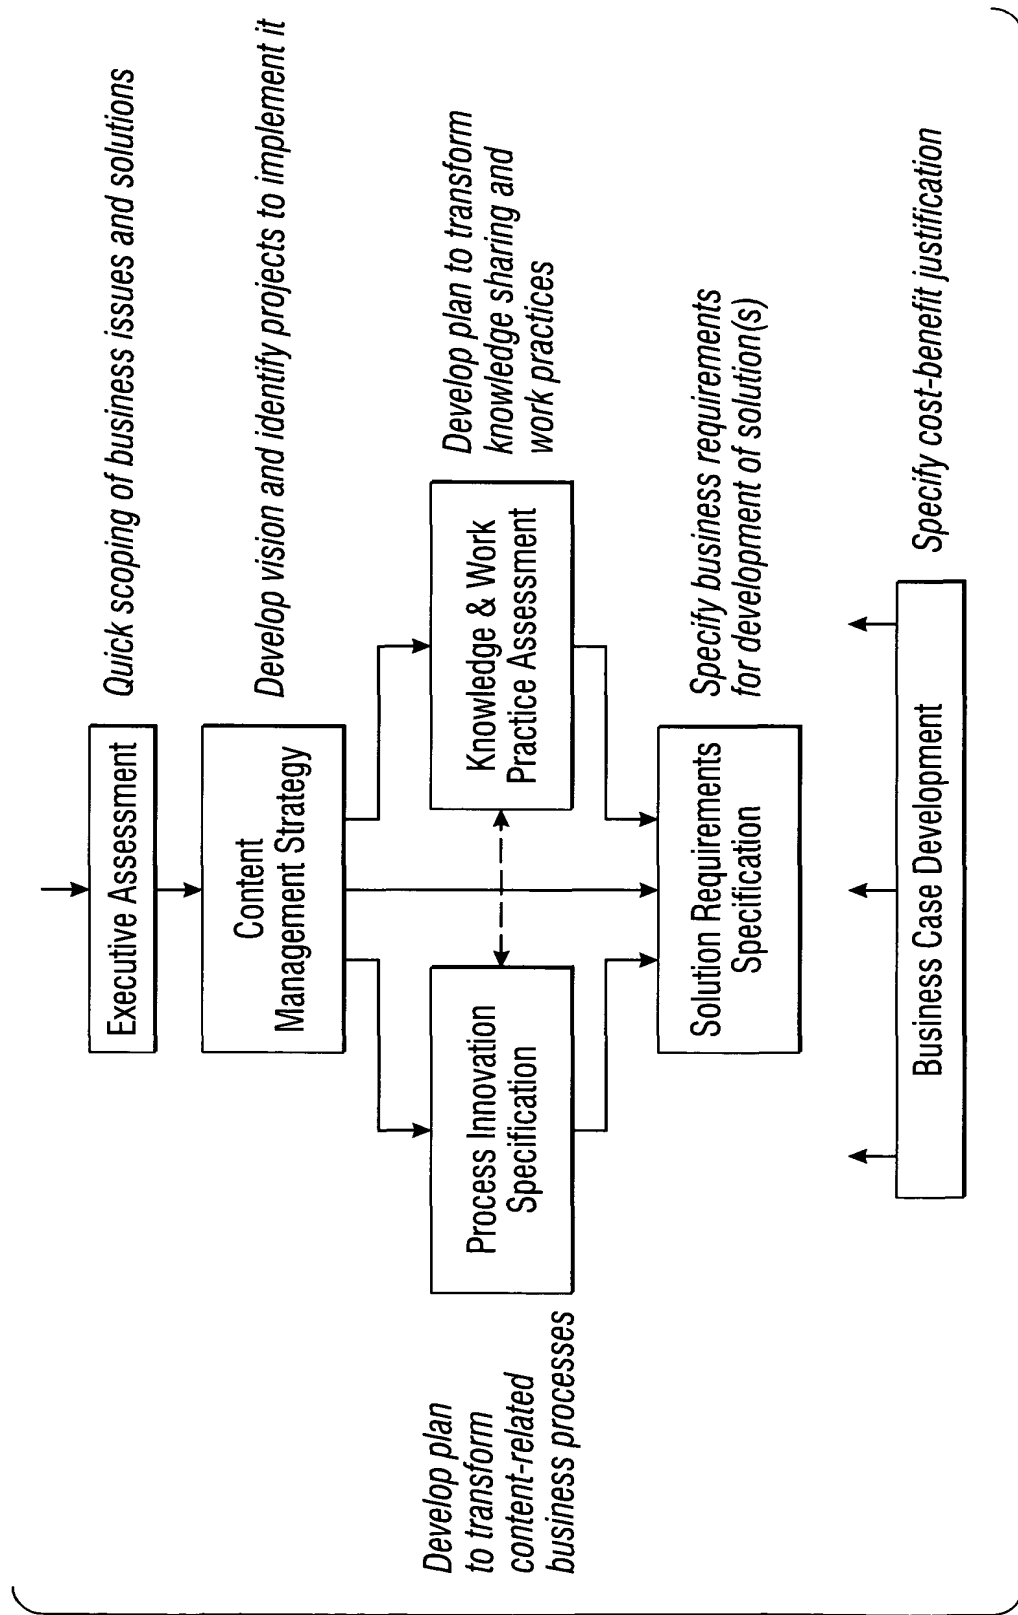 Executive Assessment
Quick scoping of business issues and solutions
Content
Management Strategy
Develop vision and identify projects to implement it
Develop plan
to transform
content-related
business processes
Process Innovation
Specification
Knowledge & Work
Practice Assessment
Develop plan to transform
knowledge sharing and
work practices
Solution Requirements
Specification
Specify business requirements
for development of solution(s)
Business Case Development
Specify cost-benefit justification